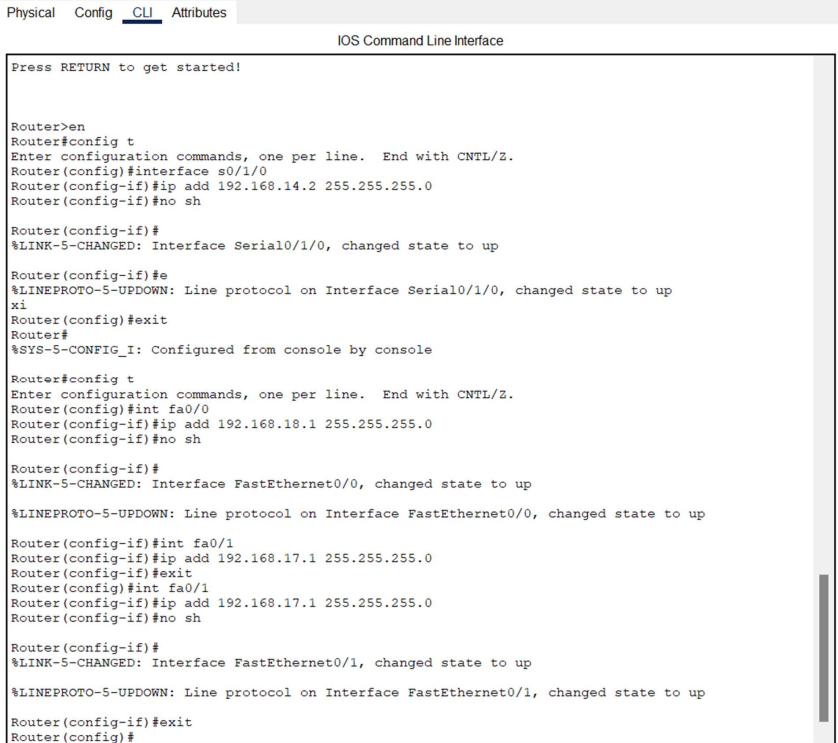 Physical Config CLI Attributes
IOS Command Line Interface
Press RETURN to get started!
Router>en
Router#config t
Enter configuration commands, one per line. End with CNTL/Z.
Router(config)#interface s0/1/0
Router(config-if)#ip add 192.168.14.2 255.255.255.0
Router(config-if)#no sh
Router(config-if)#
%LINK-5-CHANGED: Interface Serial0/1/0, changed state to up
Router(config-if)#e
%LINEPROTO-5-UPDOWN: Line protocol on Interface Serial0/1/0, changed state to up
xi
Router(config)#exit
Router#
%SYS-5-CONFIG_I: Configured from console by console
Router#config t
Enter configuration commands, one per line. End with CNTL/Z.
Router(config)#int fa0/0
Router(config-if)#ip add 192.168.18.1 255.255.255.0
Router(config-if)#no sh
Router(config-if)#
%LINK-5-CHANGED: Interface FastEthernet0/0, changed state to up
%LINEPROTO-5-UPDOWN: Line protocol on Interface FastEthernet0/0, changed state to up
Router(config-if)#int fa0/1
Router(config-if)#ip add 192.168.17.1 255.255.255.0
Router(config-if)#exit
Router(config)#int fa0/1
Router(config-if)#ip add 192.168.17.1 255.255.255.0
Router(config-if)#no sh
Router(config-if)#
%LINK-5-CHANGED: Interface FastEthernet0/1, changed state to up
%LINEPROTO-5-UPDOWN: Line protocol on Interface FastEthernet0/1, changed state to up
Router(config-if)#exit
Router(config)#